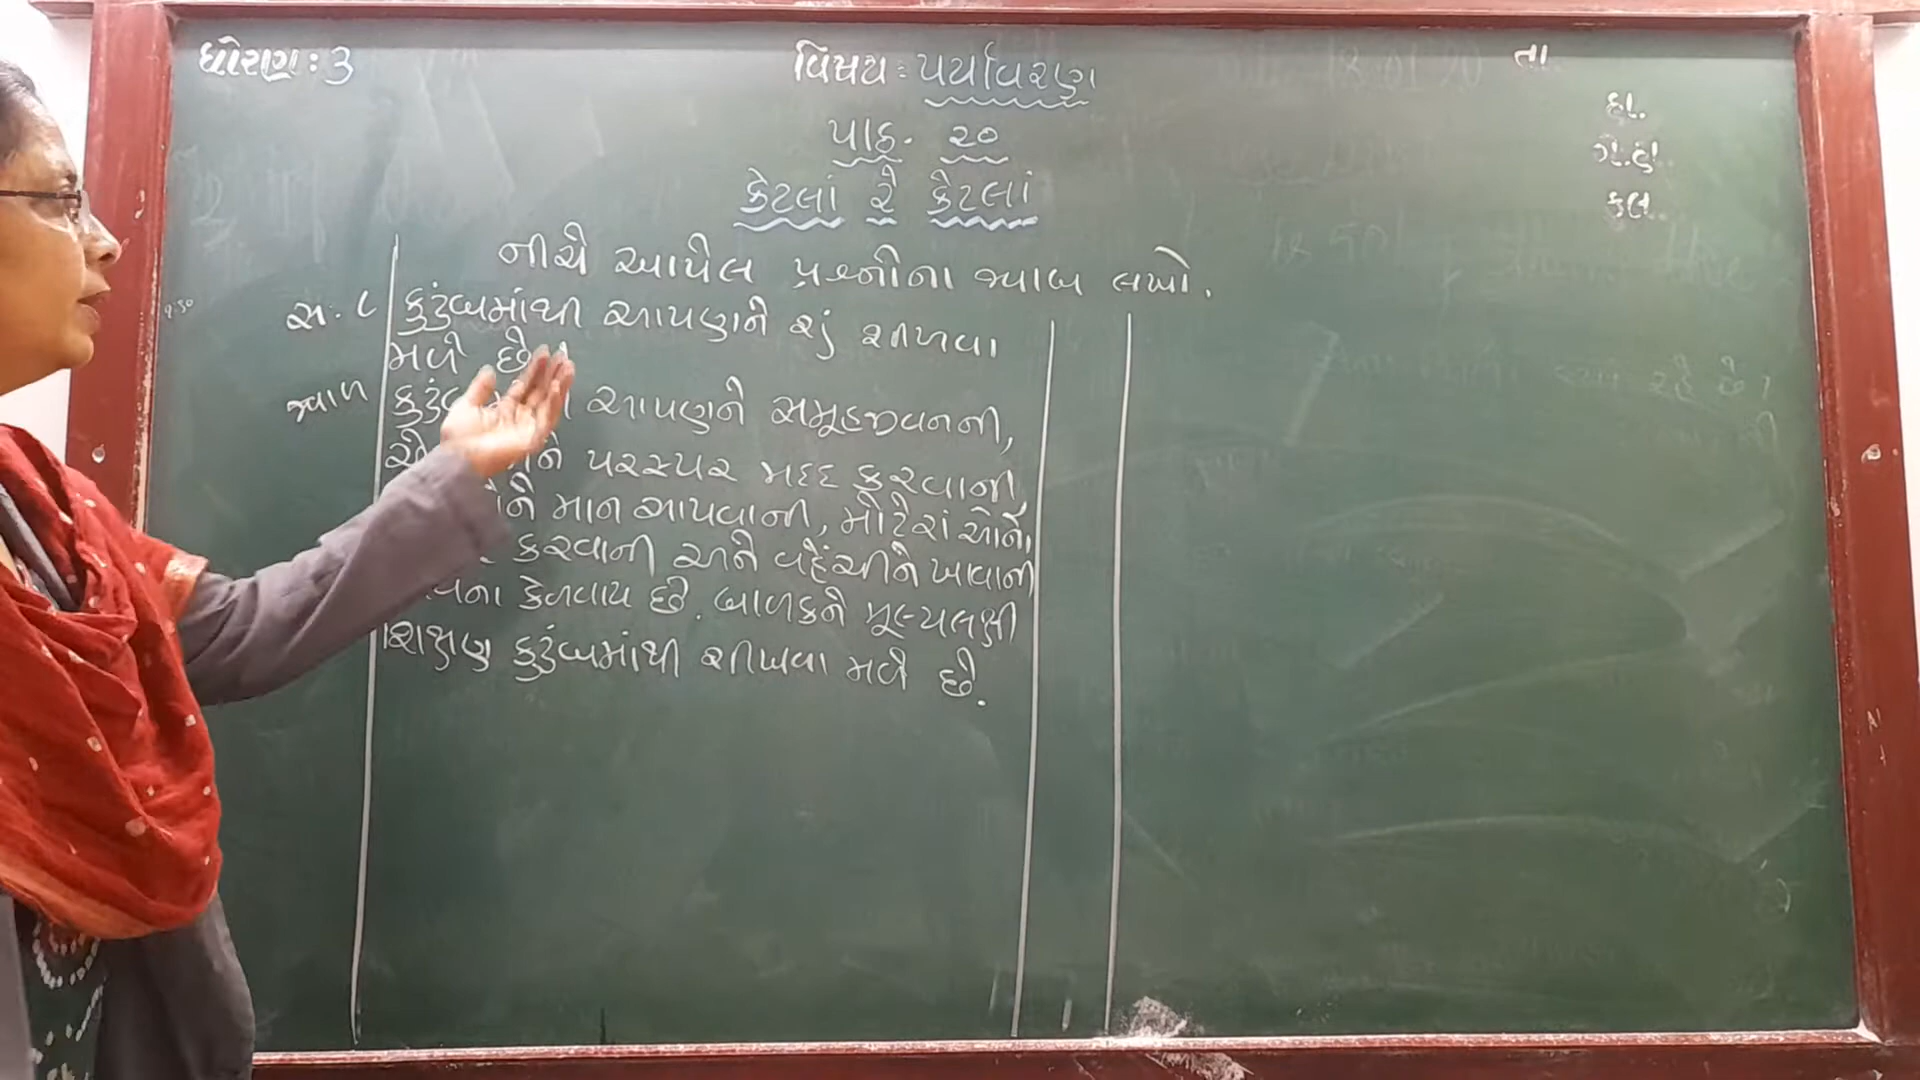 ધોરણ : 3
વિષય : પર્યાવરણ
તા.
પાઠ. ૨૦
હા.
ગે.હા.
કેટલાં રે કેટલાં
કુલ.
નીચે આપેલ પ્રશ્નોના જવાબ લખો.
સ. ૮ કુટુંબમાંથી આપણને શું શીખવા
મળે છે
જવાબ આપણને સમૂહજીવનની,
પરસ્પર મદદ કરવાની,
માન આપવાની, મોટેરાંઓને
કરવાની અને વહેંચીને ખાવાની
કેળવાય છે. બાળકને મૂલ્યલક્ષી
શિક્ષણ કુટુંબમાંથી શીખવા મળે છે.